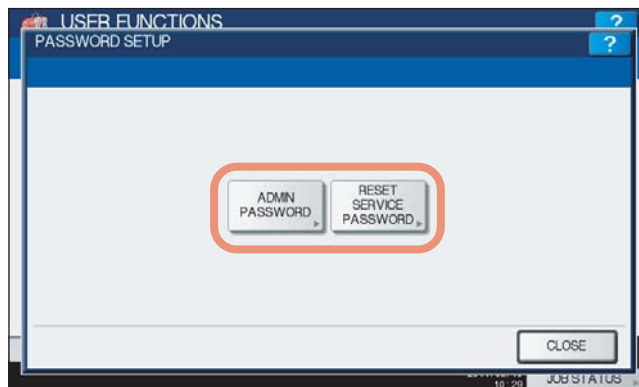 USER FUNCTIONS
?
PASSWORD SETUP
?
ADMIN
PASSWORD
RESET
SERVICE
PASSWORD
CLOSE
10:29
JOB STATUS